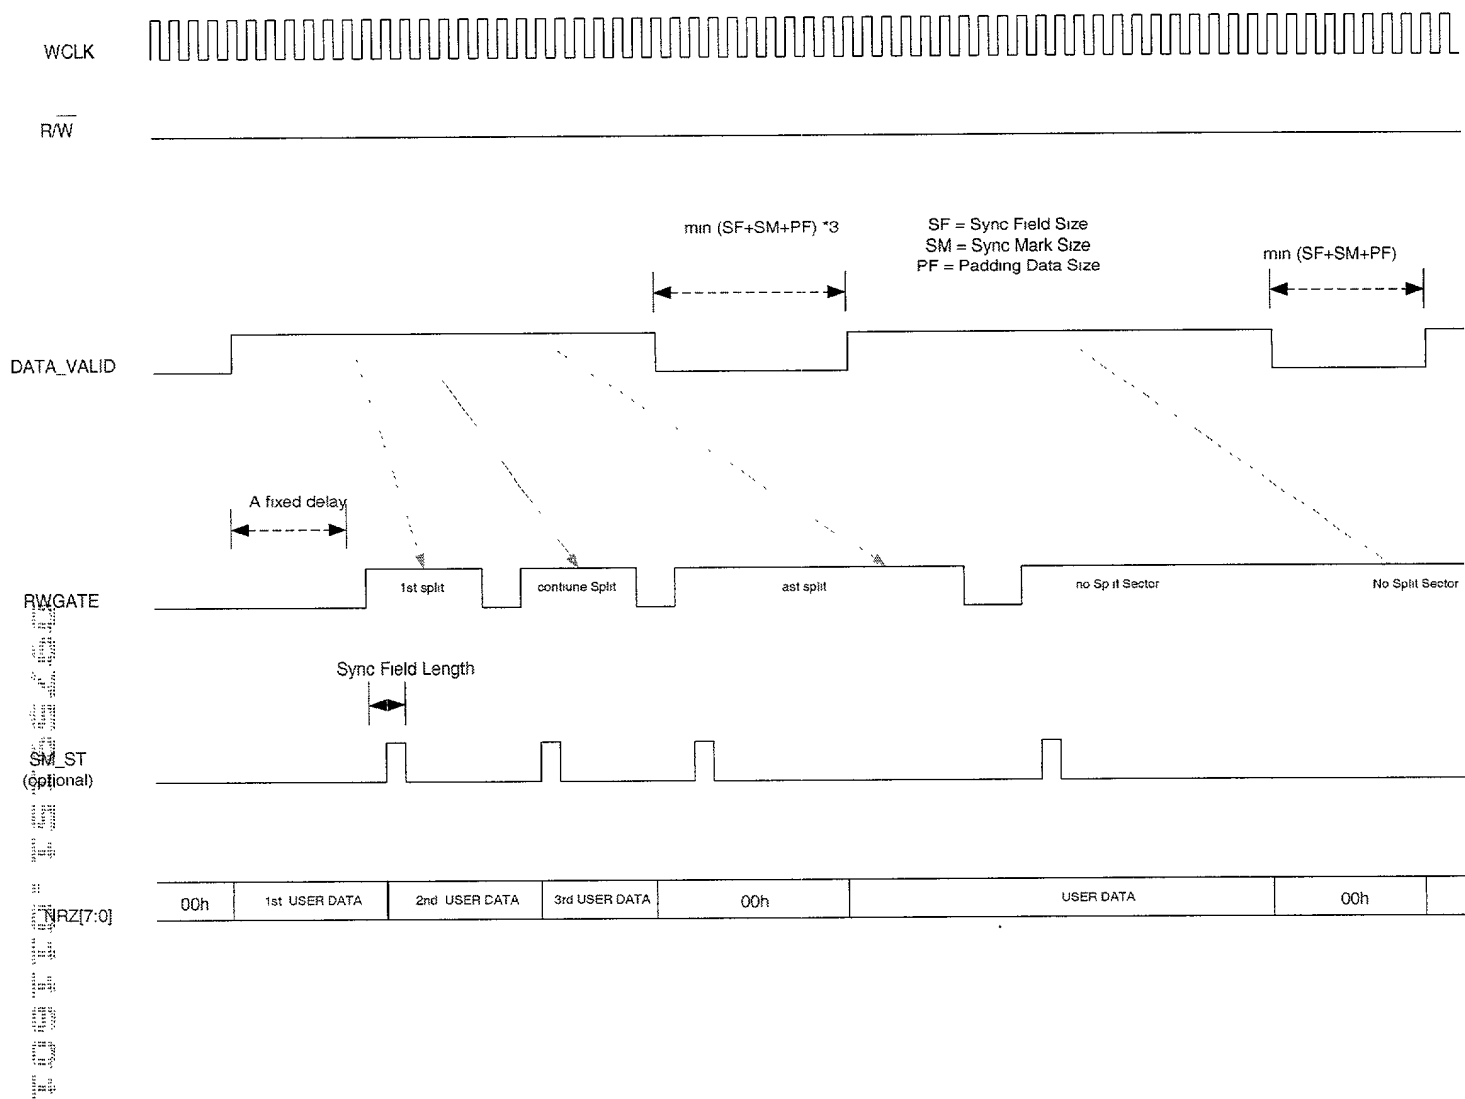 WCLK
R/W
min (SF+SM+PF) *3
SF = Sync Field Size
SM = Sync Mark Size
PF = Padding Data Size
min (SF+SM+PF)
DATA_VALID
A fixed delay
1st split
contiune Split
ast split
no Sp it Sector
No Split Sector
RWGATE
Sync Field Length
SM_ST
(optional)
00h
1st USER DATA
2nd USER DATA
3rd USER DATA
00h
USER DATA
00h
NRZ[7:0]